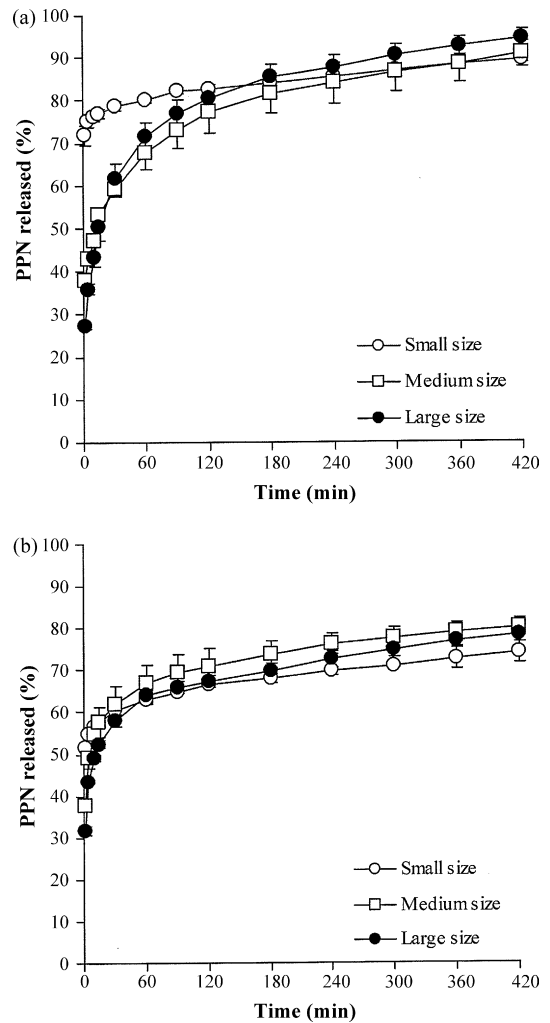 (a)
100
90
80
70
60
50
40
30
20
10
0
PPN released (%)
Small size
Medium size
Large size
0 60 120 180 240 300 360 420
Time (min)
(b)
100
90
80
70
60
50
40
30
20
10
0
PPN released (%)
Small size
Medium size
Large size
0 60 120 180 240 300 360 420
Time (min)